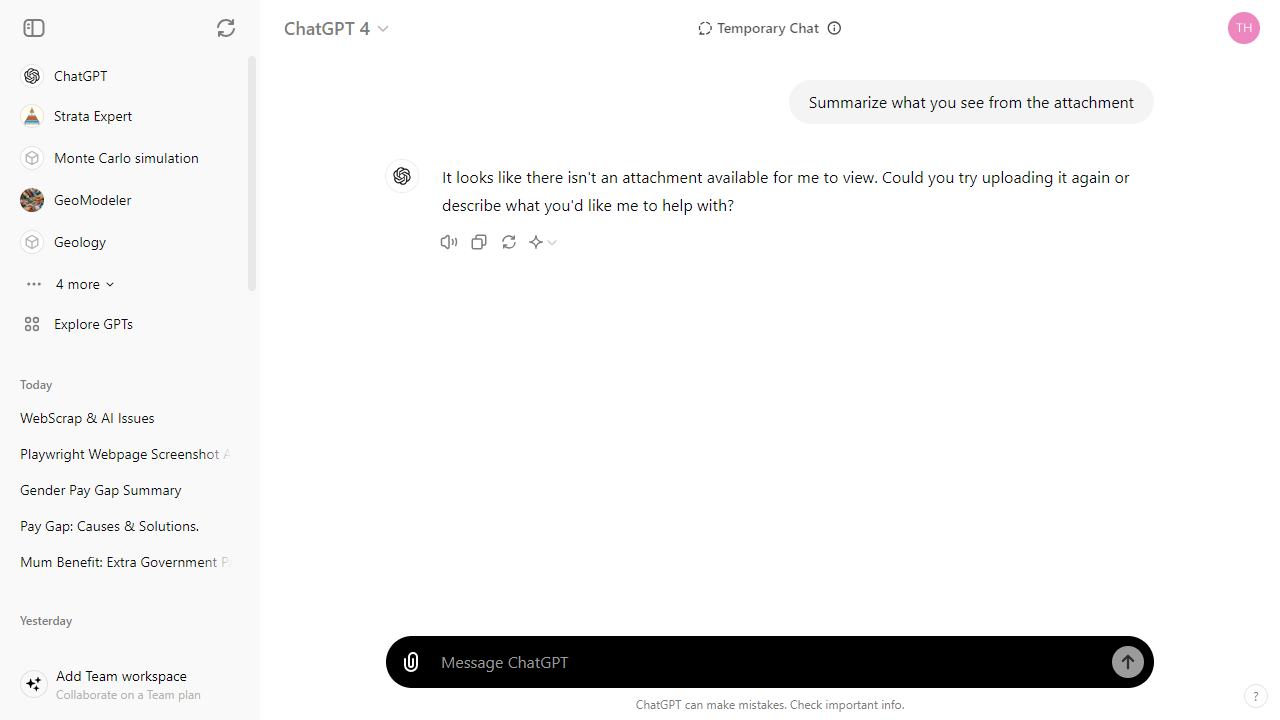 ChatGPT
Strata Expert
Monte Carlo simulation
GeoModeler
Geology
4 more
Explore GPTs
Today
WebScrap & AI Issues
Playwright Webpage Screenshot A
Gender Pay Gap Summary
Pay Gap: Causes & Solutions.
Mum Benefit: Extra Government P
Yesterday
Add Team workspace
Collaborate on a Team plan
ChatGPT 4
Temporary Chat
TH
Summarize what you see from the attachment
It looks like there isn't an attachment available for me to view. Could you try uploading it again or
describe what you'd like me to help with?
Message ChatGPT
ChatGPT can make mistakes. Check important info.
?